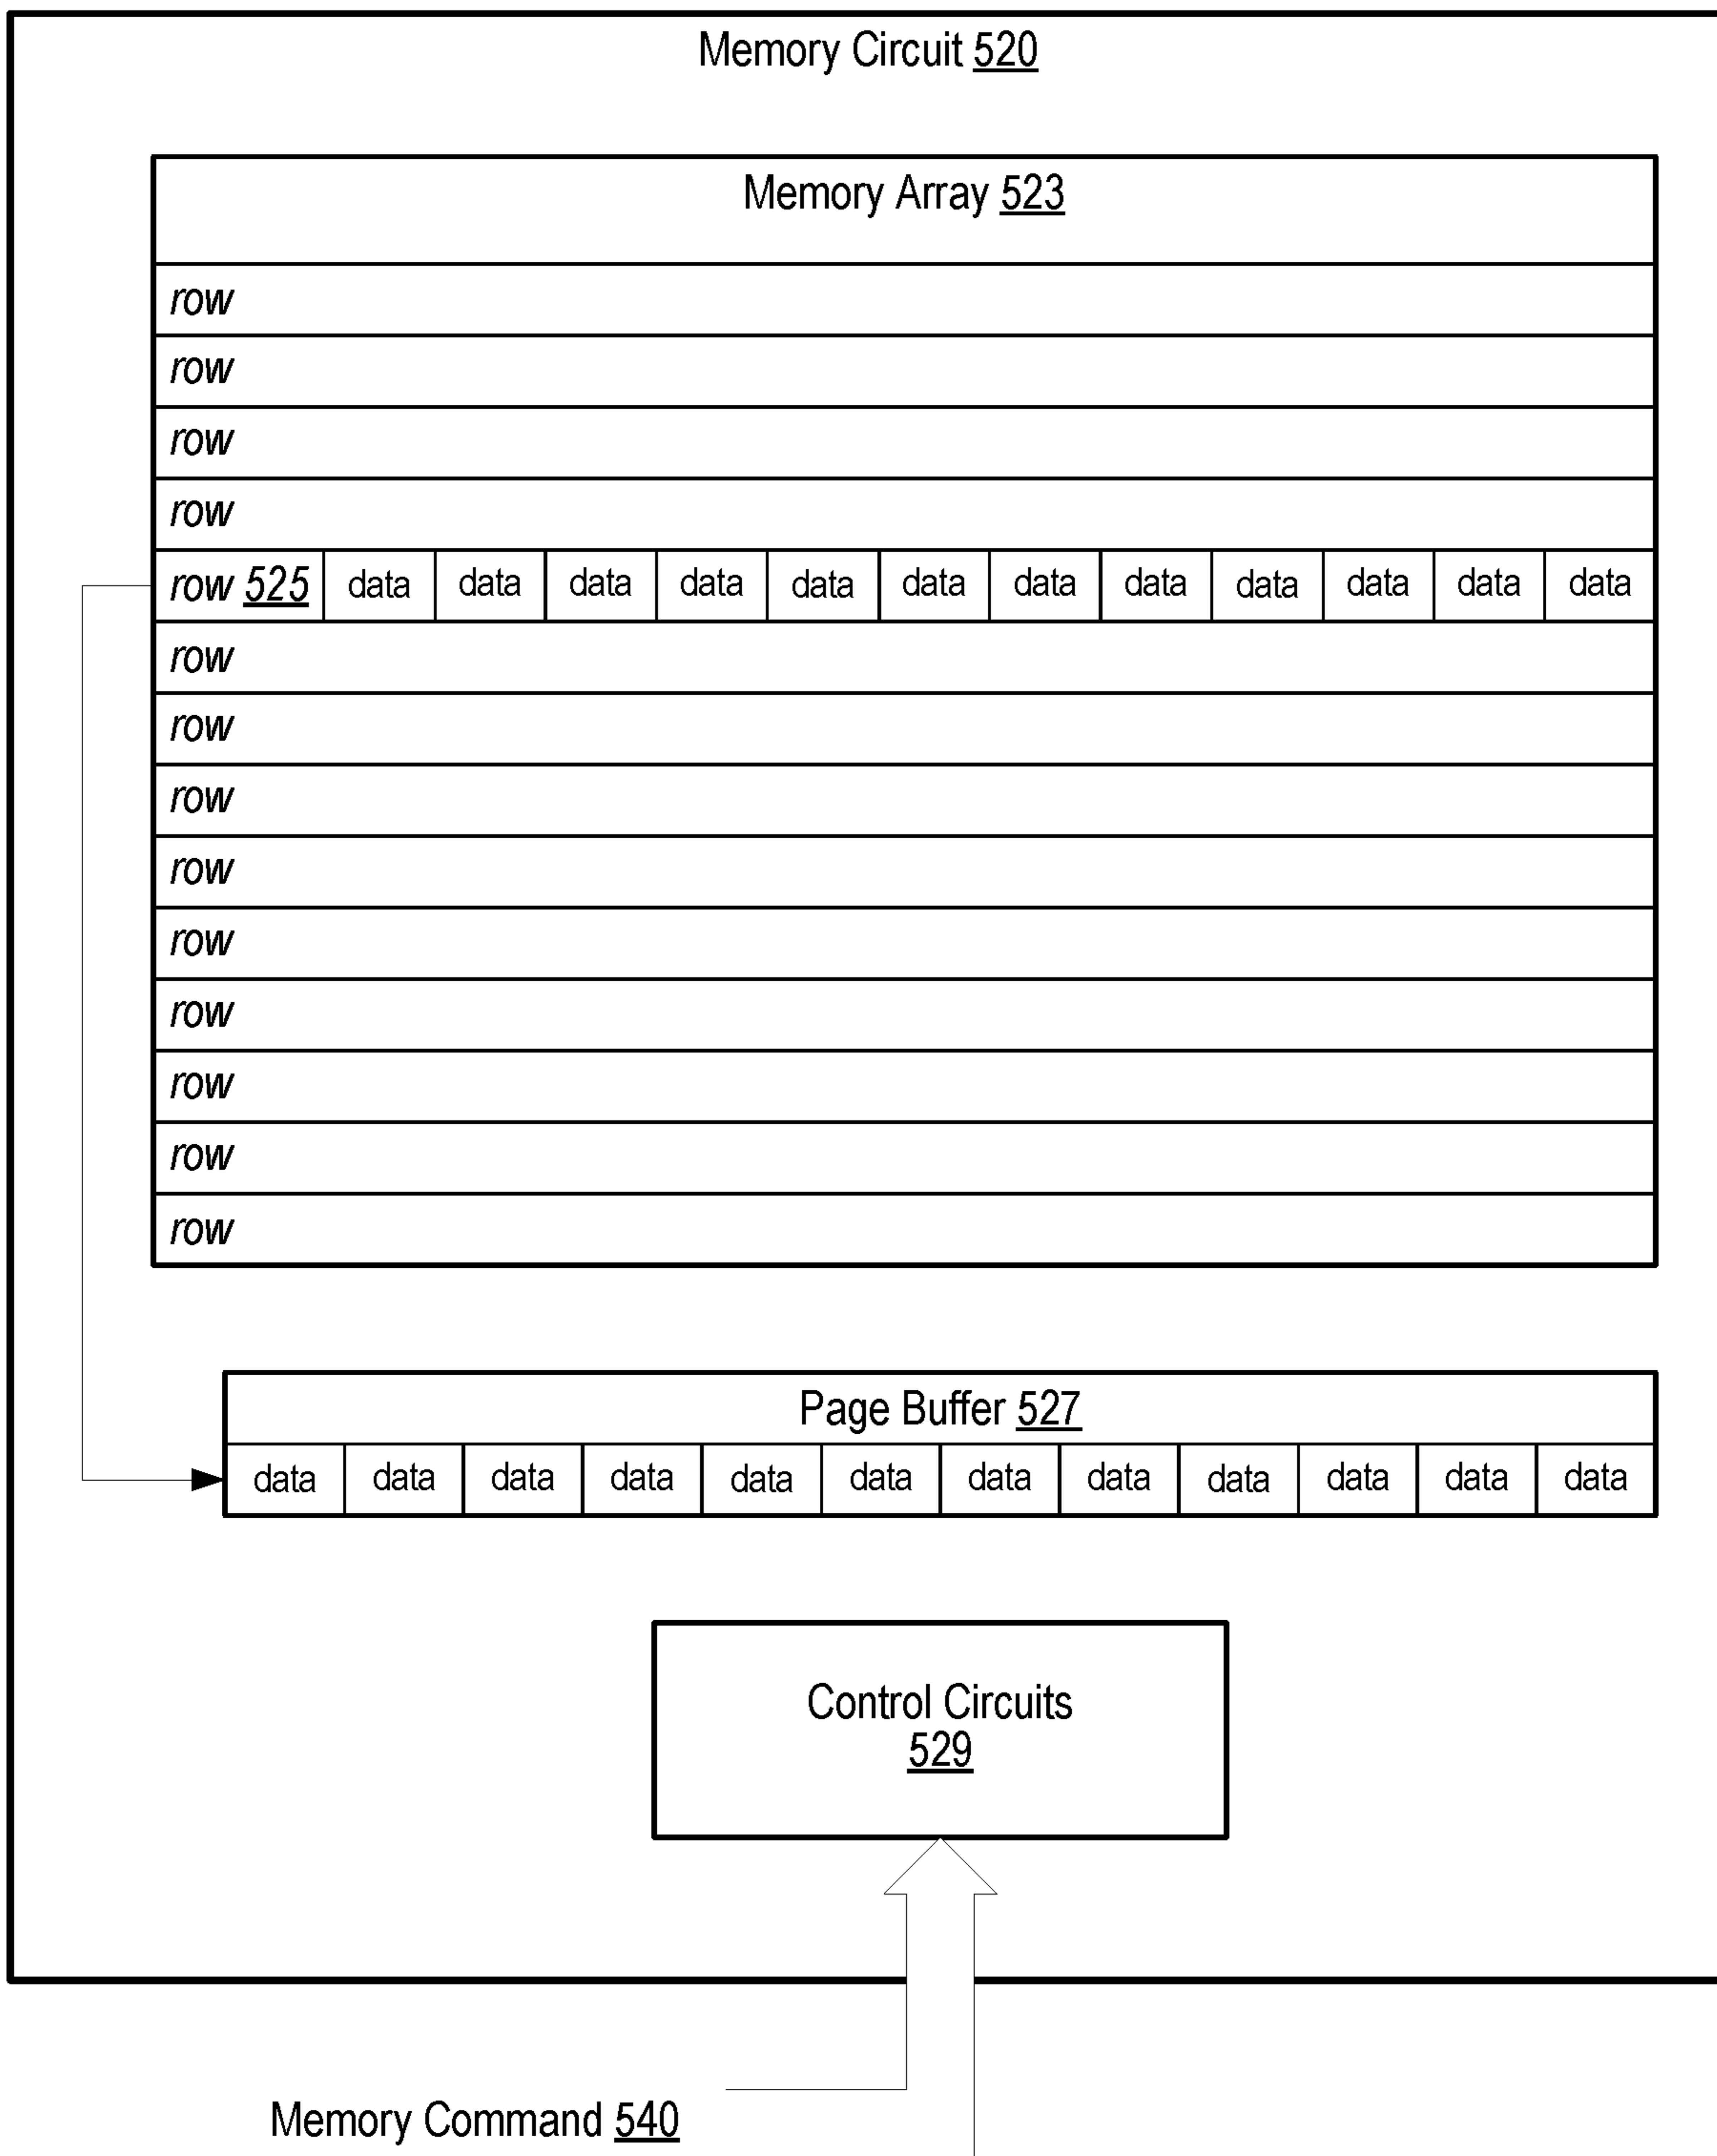 Memory Circuit 520
Memory Array 523
row
row
row
row
row 525 data data data data data data data data data data data data
row
row
row
row
row
row
row
row
row
Page Buffer 527
data data data data data data data data data data data data
Control Circuits
529
Memory Command 540